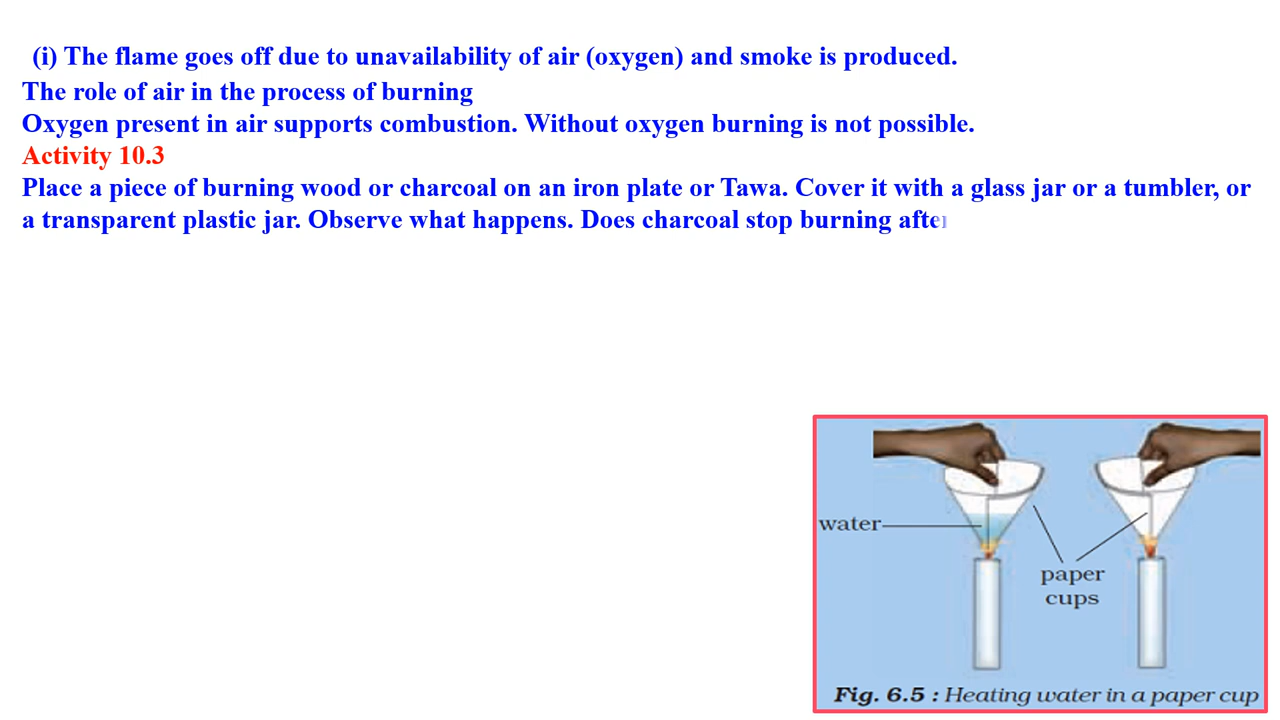 (i) The flame goes off due to unavailability of air (oxygen) and smoke is produced.
The role of air in the process of burning
Oxygen present in air supports combustion. Without oxygen burning is not possible.
Activity 10.3
Place a piece of burning wood or charcoal on an iron plate or Tawa. Cover it with a glass jar or a tumbler, or
a transparent plastic jar. Observe what happens. Does charcoal stop burning after
water
paper
cups
Fig. 6.5 : Heating water in a paper cup